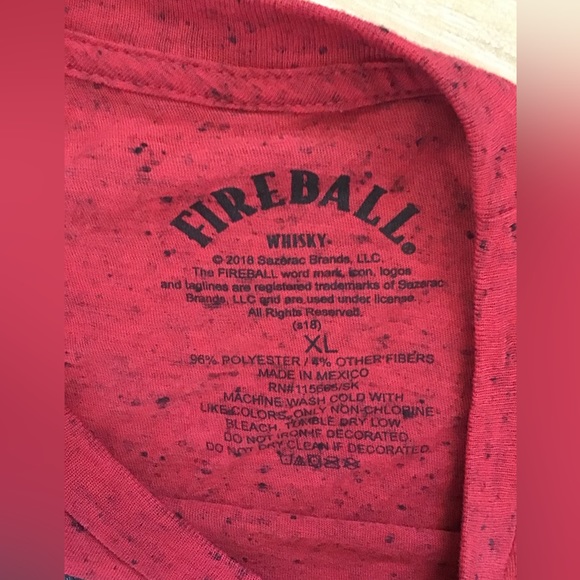 FIREBALL®
WHISKY
© 2018 Sazerac Brands, LLC.
The FIREBALL word mark, icon, logos
and taglines are registered trademarks of Sazerac
Brands, LLC and are used under license.
All Rights Reserved.
(s18)
XL
96% POLYESTER / 4% OTHER FIBERS
MADE IN MEXICO
MACHINE WASH COLD WITH
LIKE COLORS, ONLY NON-CHLORINE
BLEACH, TUMBLE DRY LOW.
DO NOT IRON IF DECORATED.
DO NOT DRY CLEAN IF DECORATED.